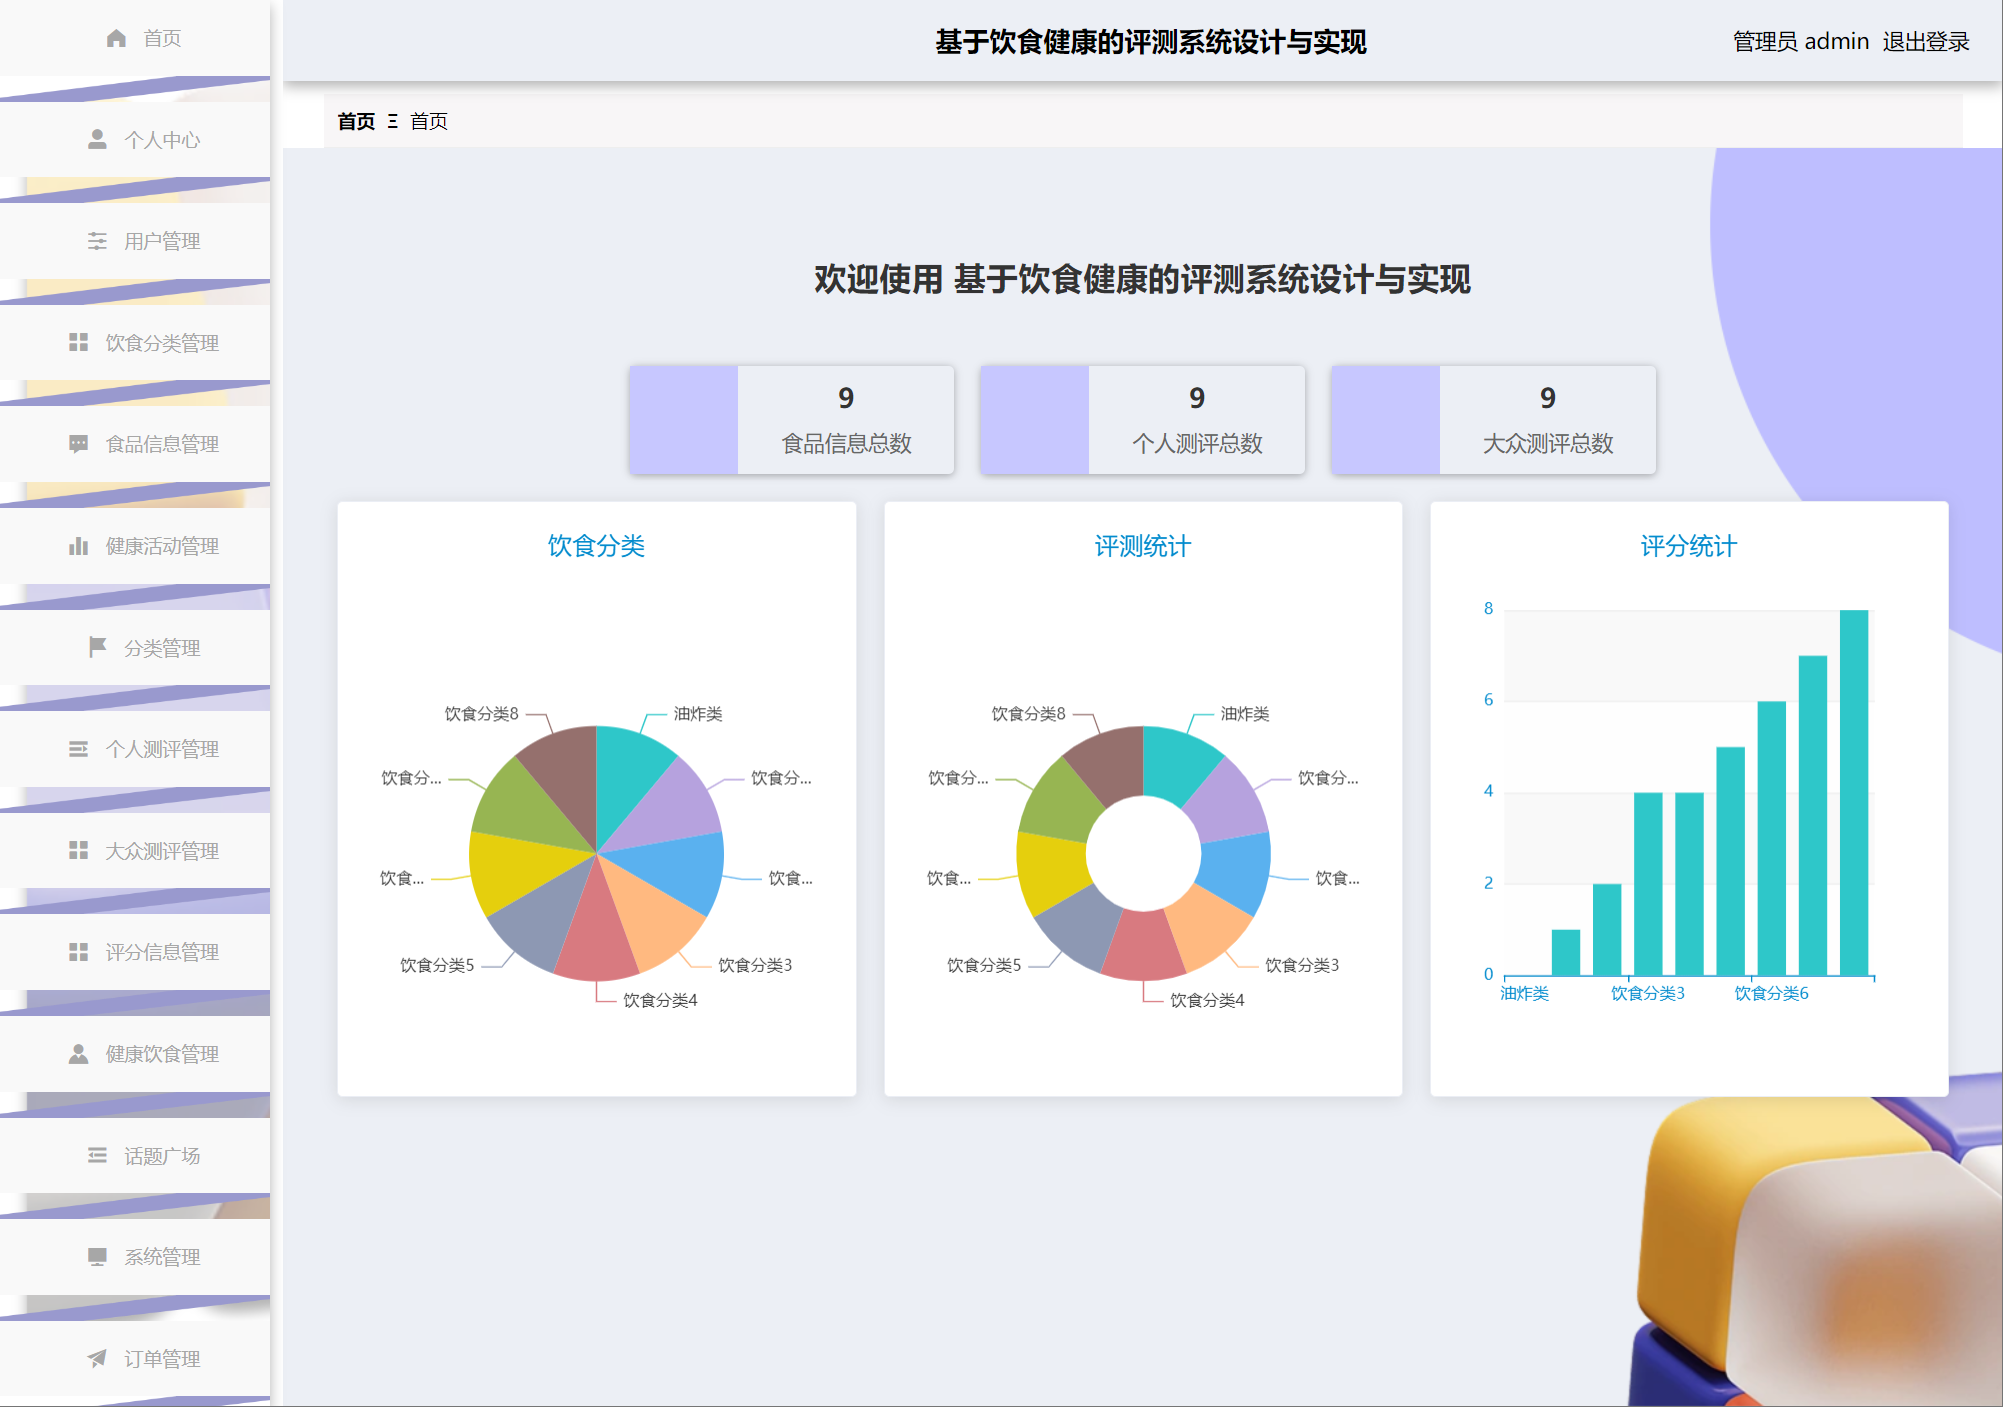 首页
个人中心
用户管理
饮食分类管理
食品信息管理
健康活动管理
分类管理
个人测评管理
大众测评管理
评分信息管理
健康饮食管理
话题广场
系统管理
订单管理
基于饮食健康的评测系统设计与实现
管理员 admin 退出登录
首页 Ξ 首页
欢迎使用 基于饮食健康的评测系统设计与实现
9
食品信息总数
9
个人测评总数
9
大众测评总数
饮食分类
饮食分类8
油炸类
饮食分...
饮食分...
饮食...
饮食...
饮食分类5
饮食分类3
饮食分类4
评测统计
饮食分类8
油炸类
饮食分...
饮食分...
饮食...
饮食...
饮食分类5
饮食分类3
饮食分类4
评分统计
8
6
4
2
0
油炸类
饮食分类3
饮食分类6